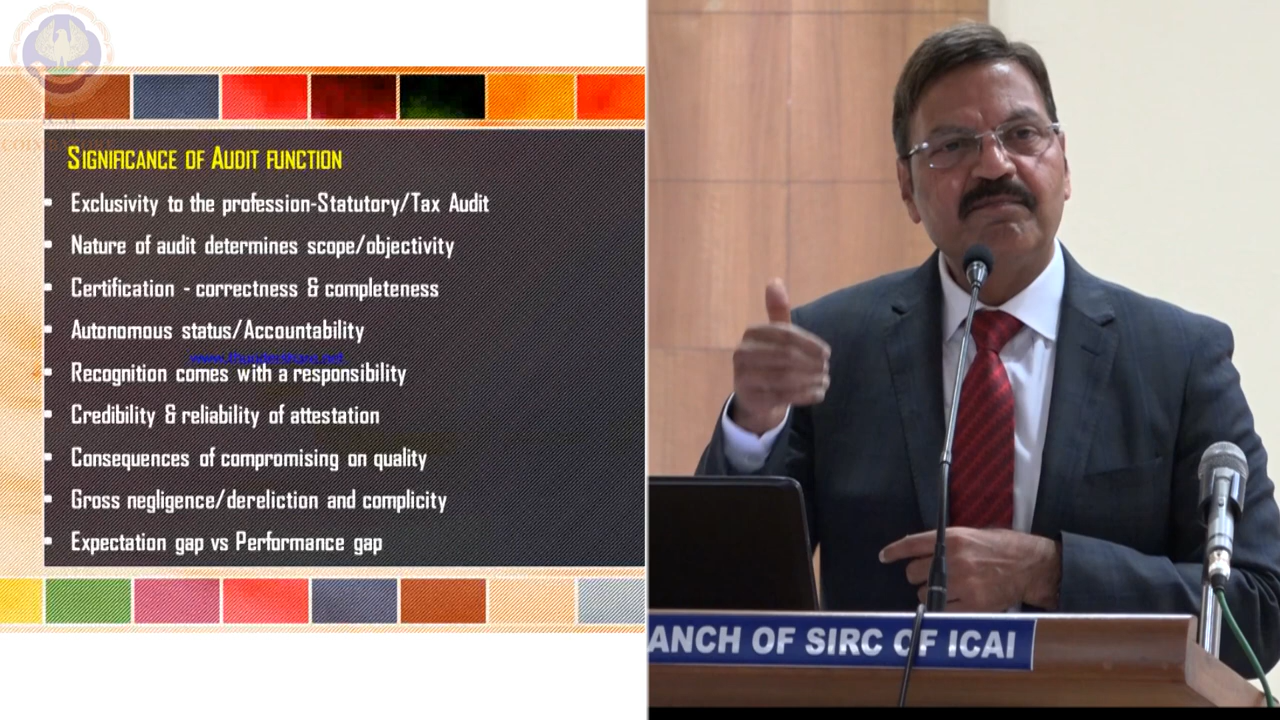 SIGNIFICANCE OF AUDIT FUNCTION
Exclusivity to the profession-Statutory/Tax Audit
Nature of audit determines scope/objectivity
Certification - correctness & completeness
Autonomous status/Accountability
Recognition comes with a responsibility
Credibility & reliability of attestation
Consequences of compromising on quality
Gross negligence/dereliction and complicity
Expectation gap vs Performance gap
ANCH OF SIRC OF ICAI